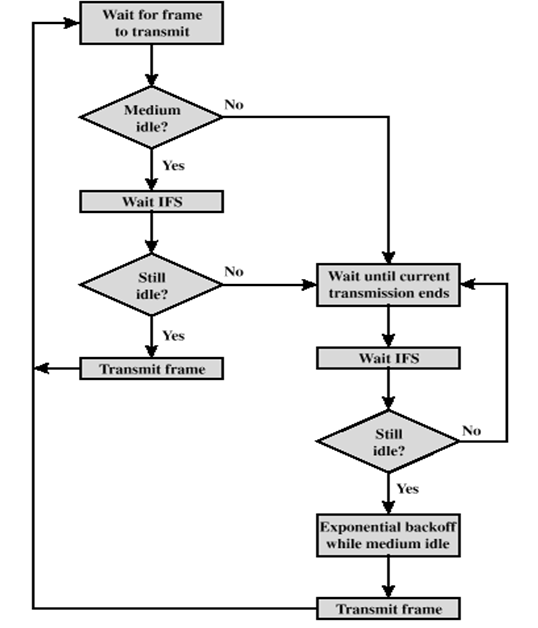 Wait for frame
to transmit
No
Medium
idle?
Yes
Wait IFS
No
Still
idle?
Wait until current
transmission ends
Yes
Transmit frame
Wait IFS
Still
idle?
No
Yes
Exponential backoff
while medium idle
Transmit frame